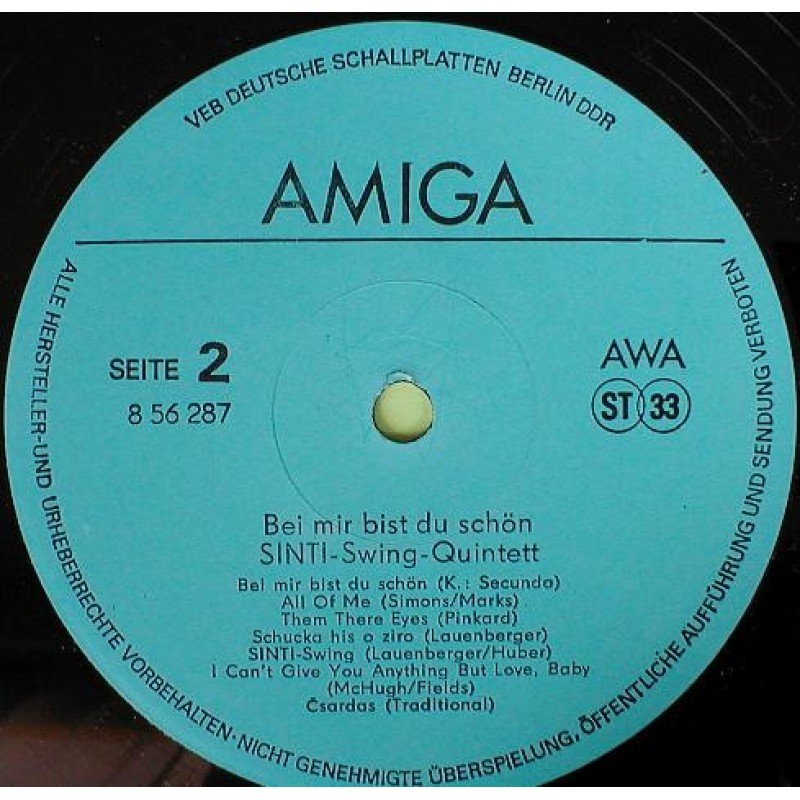 VEB DEUTSCHE SCHALLPLATTEN BERLIN DDR
AMIGA
SEITE 2
8 56 287
AWA
ST 33
Bei mir bist du schön
SINTI-Swing-Quintett
Bei mir bist du schön (K.: Secunda)
All Of Me (Simons/Marks)
Them There Eyes (Pinkard)
Schucka his o ziro (Lauenberger)
SINTI-Swing (Lauenberger/Huber)
I Can't Give You Anything But Love, Baby
(McHugh/Fields)
Csardas (Traditional)
ALLE HERSTELLER-UND URHEBERRECHTE VORBEHALTEN·NICHT GENEHMIGTE ÜBERSPIELUNG, ÖFFENTLICHE AUFFÜHRUNG UND SENDUNG VERBOTEN